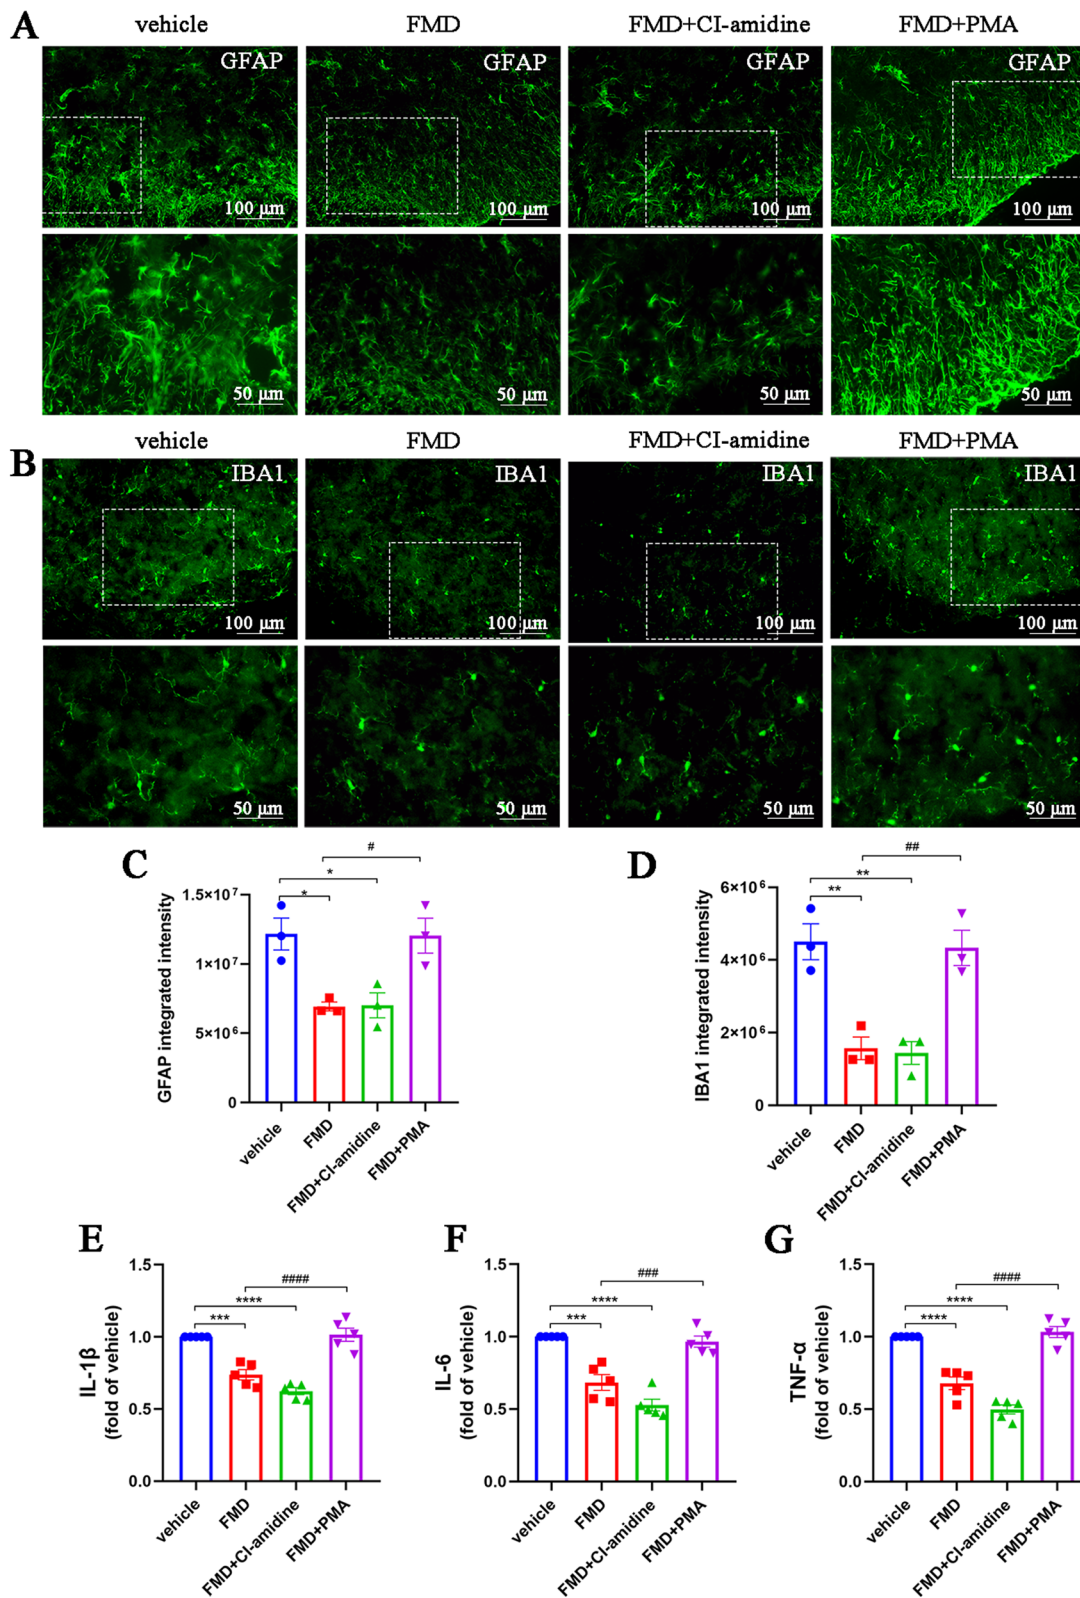 A
vehicle FMD FMD+CI-amidine FMD+PMA
GFAP GFAP GFAP GFAP
100 μm 100 μm 100 μm 100 μm
50 μm 50 μm 50 μm 50 μm
B
vehicle FMD FMD+CI-amidine FMD+PMA
IBA1 IBA1 IBA1 IBA1
100 μm 100 μm 100 μm 100 μm
50 μm 50 μm 50 μm 50 μm
C
GFAP integrated intensity
1.5×10⁷
1×10⁷
5×10⁶
0
#
*
*
vehicle
FMD
FMD+CI-amidine
FMD+PMA
D
IBA1 integrated intensity
6×10⁶
4×10⁶
2×10⁶
0
##
**
**
vehicle
FMD
FMD+CI-amidine
FMD+PMA
E
IL-1β
(fold of vehicle)
1.5
1.0
0.5
0.0
####
****
***
vehicle
FMD
FMD+CI-amidine
FMD+PMA
F
IL-6
(fold of vehicle)
1.5
1.0
0.5
0.0
###
****
***
vehicle
FMD
FMD+CI-amidine
FMD+PMA
G
TNF-α
(fold of vehicle)
1.5
1.0
0.5
0.0
####
****
****
vehicle
FMD
FMD+CI-amidine
FMD+PMA